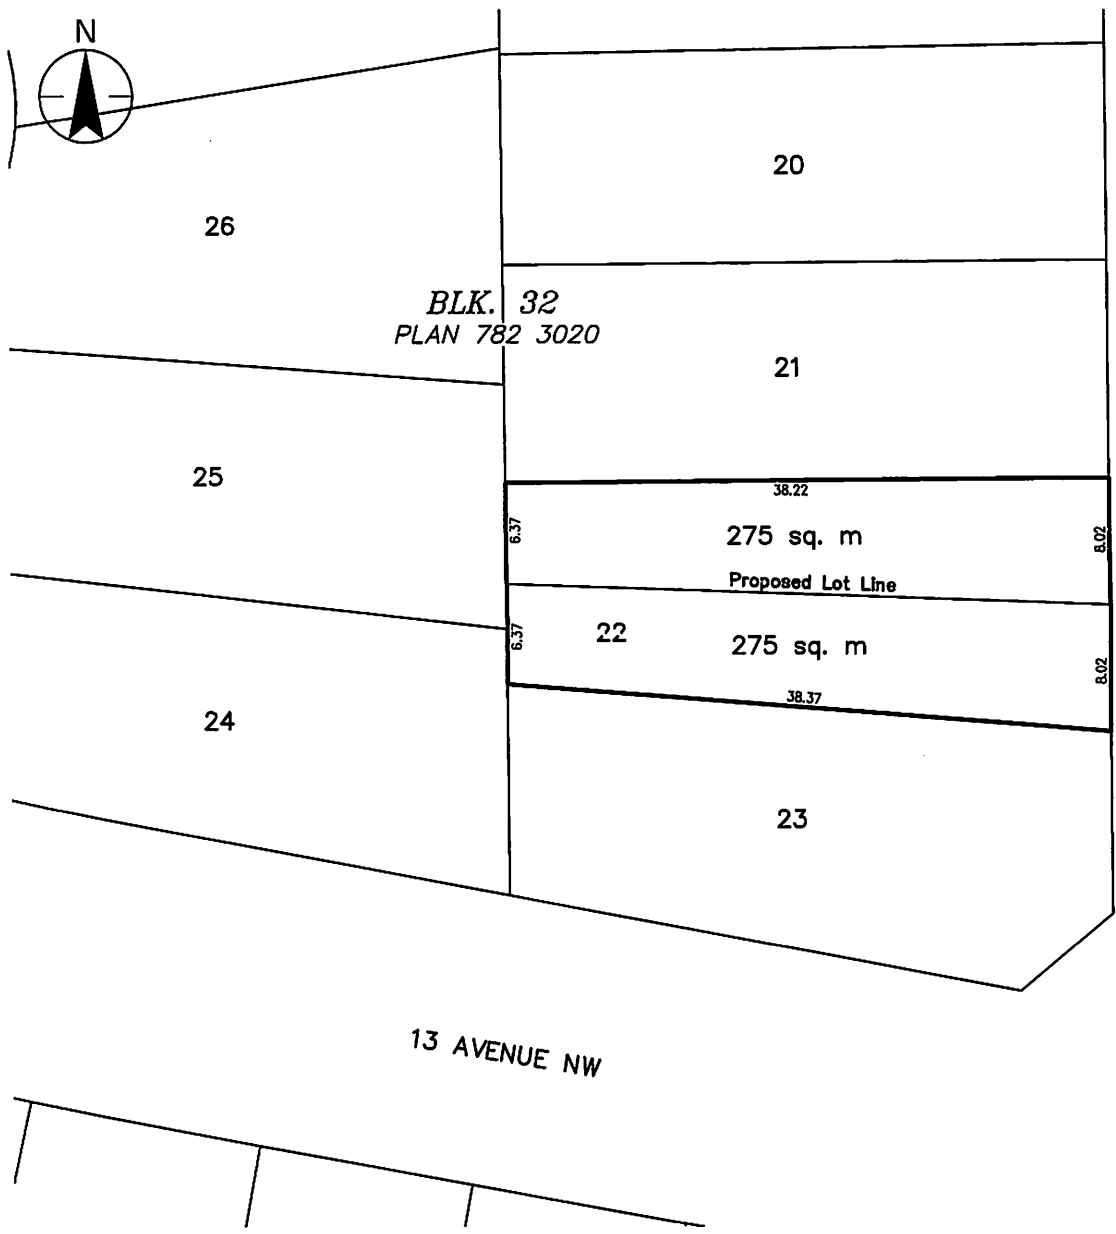 N
20
26
BLK. 32
PLAN 782 3020
21
25
38.22
6.37
275 sq. m
8.02
Proposed Lot Line
22
6.37
275 sq. m
8.02
38.37
24
23
13 AVENUE NW